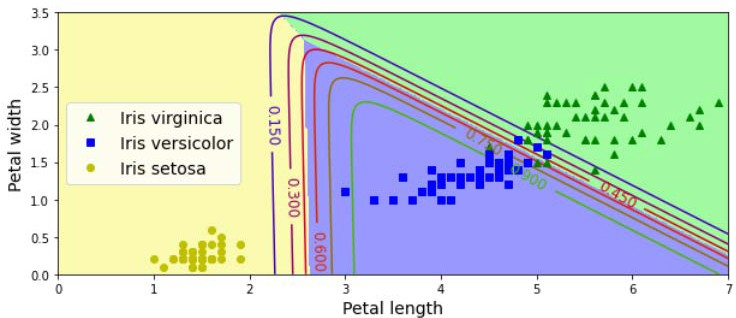 3.5
3.0
2.5
2.0
1.5
1.0
0.5
0.0
Petal width
Iris virginica
Iris versicolor
Iris setosa
0.150
0.300
0.600
0.750
0.900
0.450
0 1 2 3 4 5 6 7
Petal length